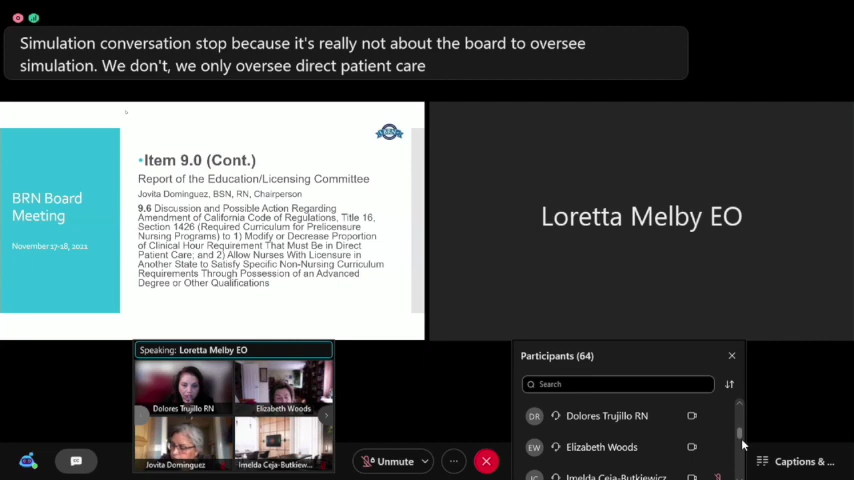 Simulation conversation stop because it's really not about the board to oversee
simulation. We don't, we only oversee direct patient care
BRN Board
Meeting
November 17-18, 2021
•Item 9.0 (Cont.)
Report of the Education/Licensing Committee
Jovita Dominguez, BSN, RN, Chairperson
9.6 Discussion and Possible Action Regarding
Amendment of California Code of Regulations, Title 16,
Section 1426 (Required Curriculum for Prelicensure
Nursing Programs) to 1) Modify or Decrease Proportion
of Clinical Hour Requirement That Must Be in Direct
Patient Care; and 2) Allow Nurses With Licensure in
Another State to Satisfy Specific Non-Nursing Curriculum
Requirements Through Possession of an Advanced
Degree or Other Qualifications
Loretta Melby EO
Speaking: Loretta Melby EO
Dolores Trujillo RN
Elizabeth Woods
Jovita Dominguez
Imelda Ceja-Butkiew...
Participants (64)
Search
DR Dolores Trujillo RN
EW Elizabeth Woods
Imelda Ceja-Butkiewicz
CC
Unmute
Captions & ...